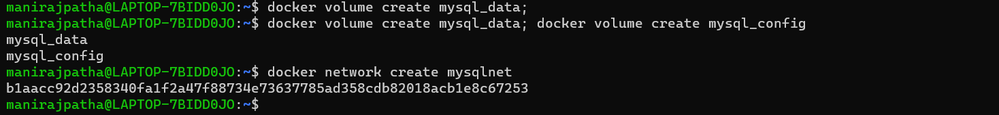 manirajpatha@LAPTOP-7BIDD0JO:~$ docker volume create mysql_data;
manirajpatha@LAPTOP-7BIDD0JO:~$ docker volume create mysql_data; docker volume create mysql_config
mysql_data
mysql_config
manirajpatha@LAPTOP-7BIDD0JO:~$ docker network create mysqlnet
b1aacc92d2358340fa1f2a47f88734e73637785ad358cdb82018acb1e8c67253
manirajpatha@LAPTOP-7BIDD0JO:~$